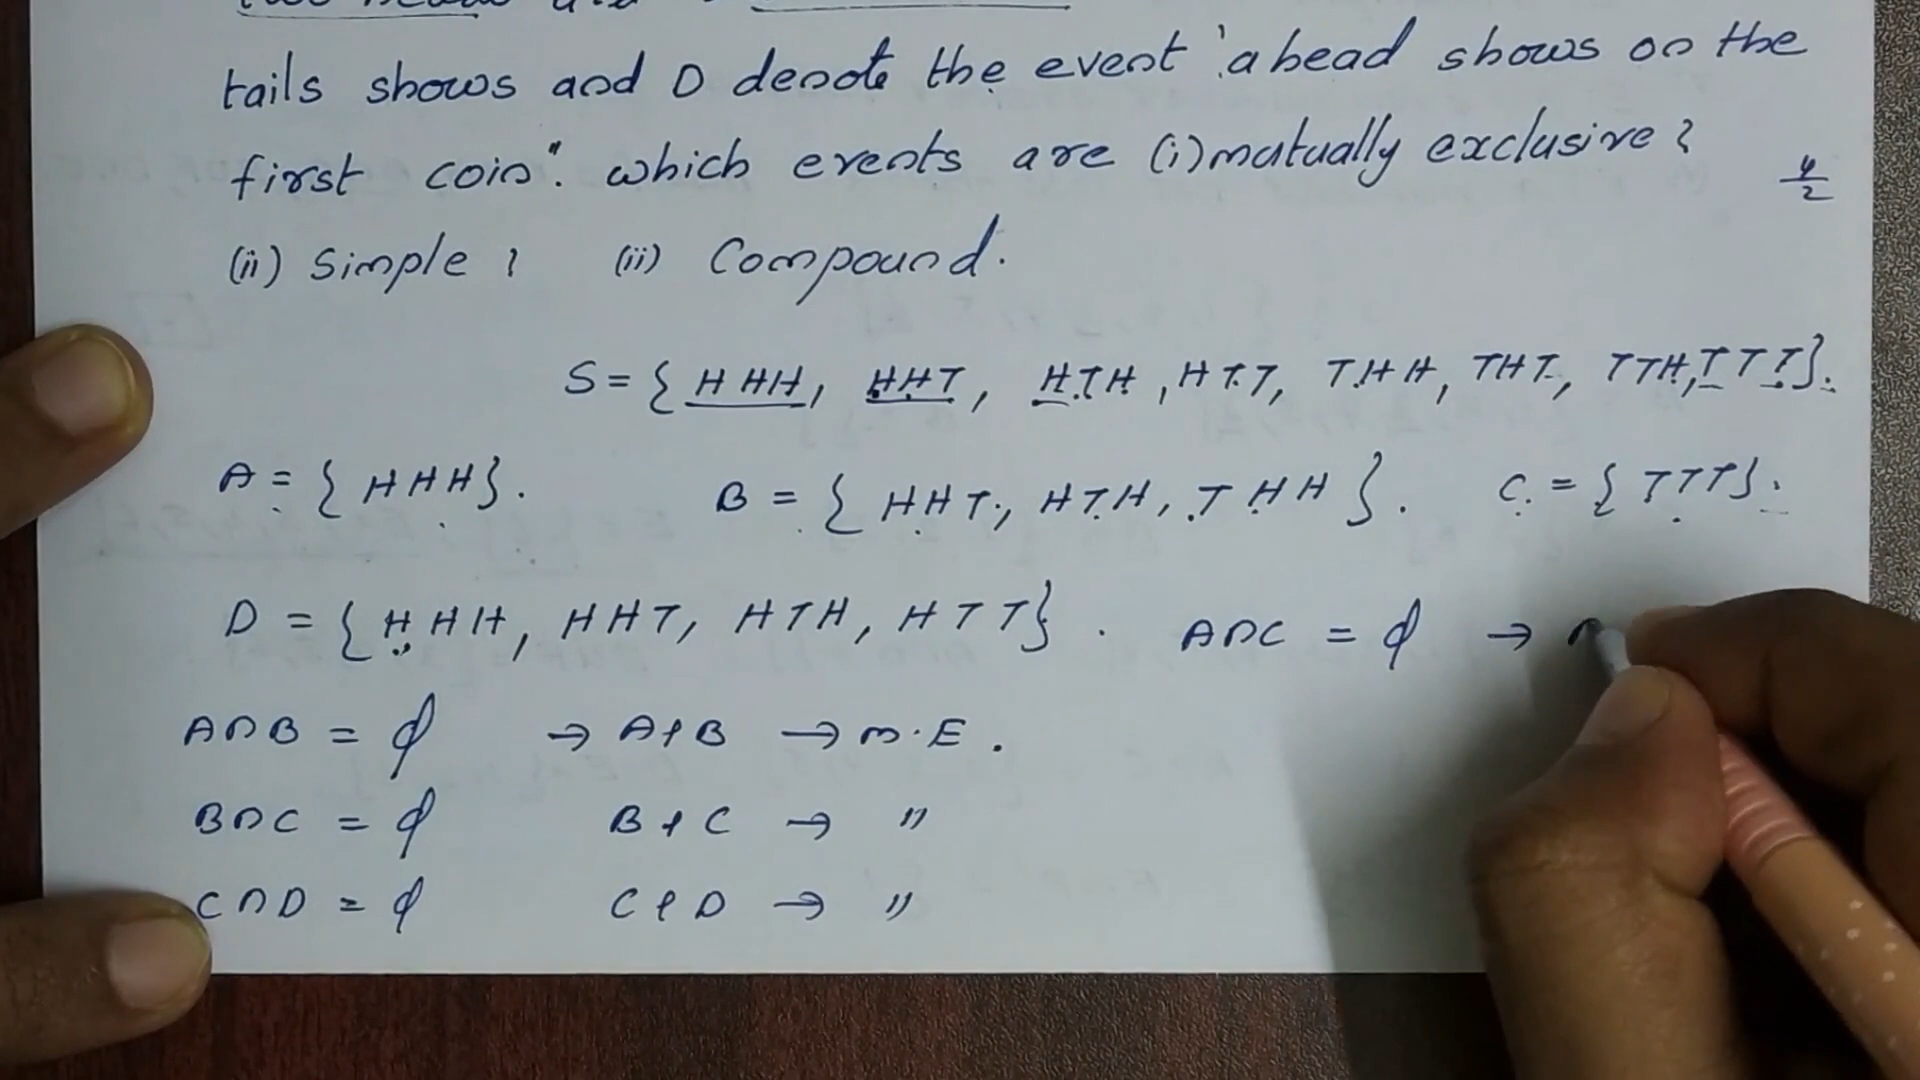 tails shows and D denote the event 'a head shows on the
first coin". which events are (i) mutually exclusive?
4/2
(ii) Simple ? (iii) Compound.
S = { HHH, HHT, HTH, HTT, THH, THT, TTH, TTT}.
A = { HHH}. B = { HHT, HTH, THH }. C = { TTT}.
D = { HHH, HHT, HTH, HTT} . A∩C = ϕ →
A∩B = ϕ → A & B → m.E.
B∩C = ϕ B & C → "
C∩D = ϕ C & D → "